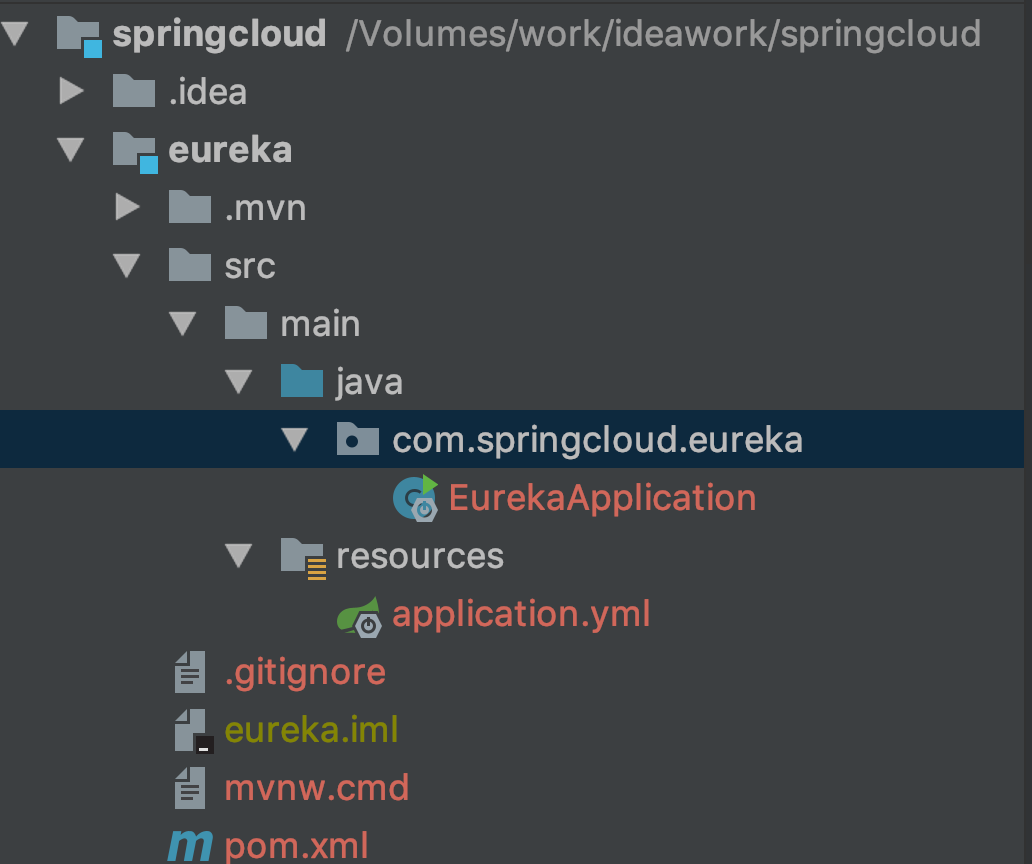 springcloud /Volumes/work/ideawork/springcloud
.idea
eureka
.mvn
src
main
java
com.springcloud.eureka
EurekaApplication
resources
application.yml
.gitignore
eureka.iml
mvnw.cmd
pom.xml